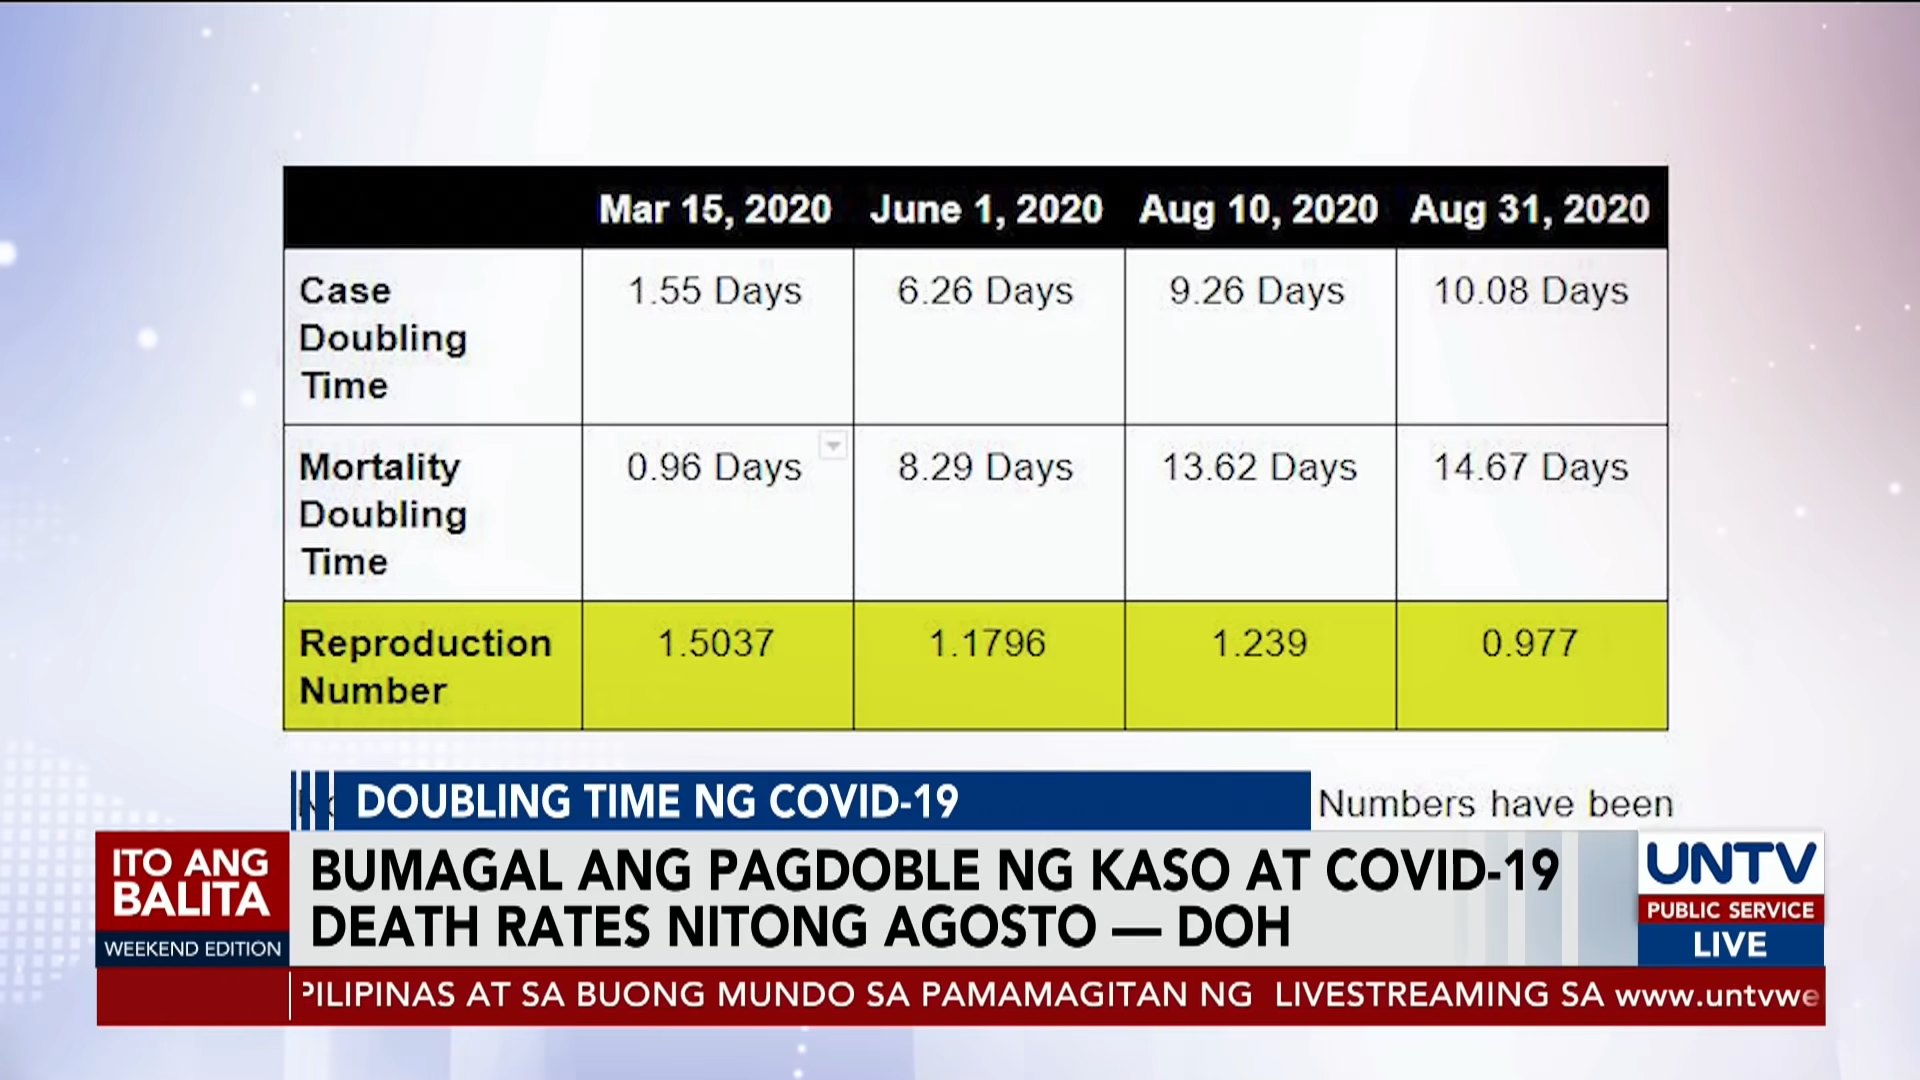 Mar 15, 2020 June 1, 2020 Aug 10, 2020 Aug 31, 2020
Case Doubling Time 1.55 Days 6.26 Days 9.26 Days 10.08 Days
Mortality Doubling Time 0.96 Days 8.29 Days 13.62 Days 14.67 Days
Reproduction Number 1.5037 1.1796 1.239 0.977
DOUBLING TIME NG COVID-19
Numbers have been
ITO ANG
BALITA
WEEKEND EDITION
BUMAGAL ANG PAGDOBLE NG KASO AT COVID-19
DEATH RATES NITONG AGOSTO — DOH
UNTV
PUBLIC SERVICE
LIVE
PILIPINAS AT SA BUONG MUNDO SA PAMAMAGITAN NG LIVESTREAMING SA www.untvwe